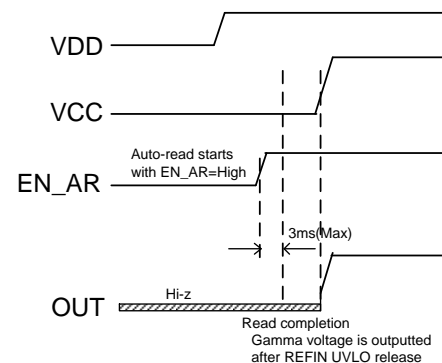 VDD
VCC
Auto-read starts
with EN_AR=High
EN_AR
3ms(Max)
Hi-z
OUT
Read completion
Gamma voltage is outputted
after REFIN UVLO release